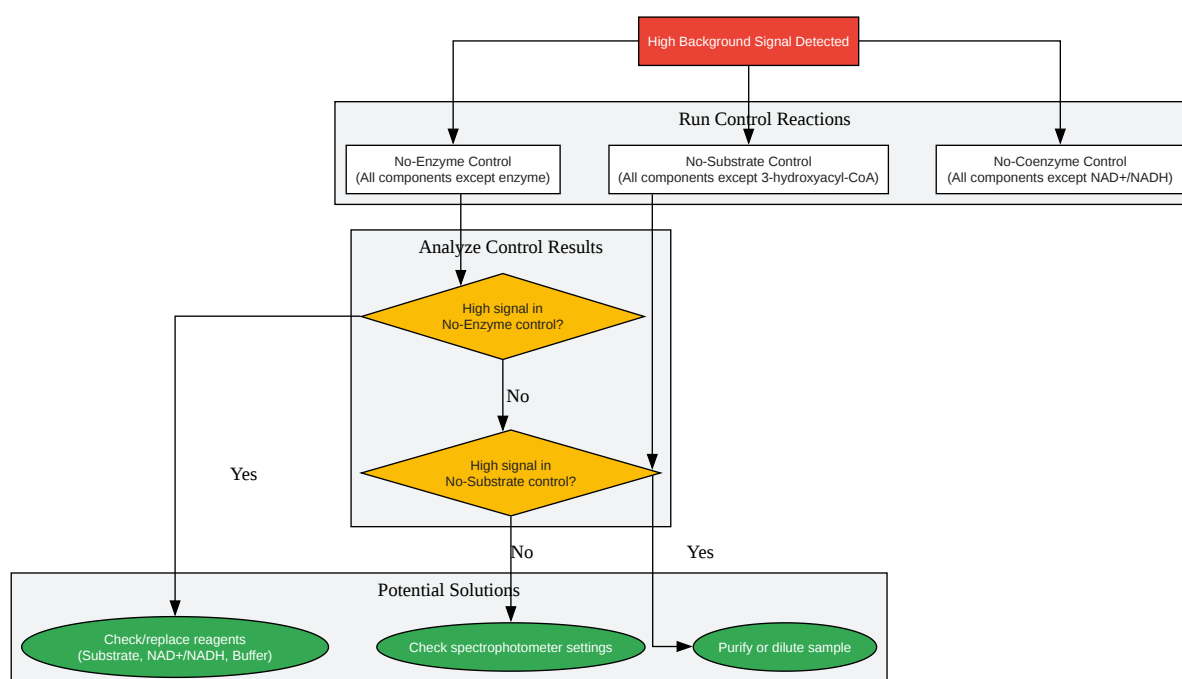 High Background Signal Detected
Run Control Reactions
No-Enzyme Control
(All components except enzyme)
No-Substrate Control
(All components except 3-hydroxyacyl-CoA)
No-Coenzyme Control
(All components except NAD+/NADH)
Analyze Control Results
High signal in
No-Enzyme control?
No
High signal in
No-Substrate control?
Yes
No
Yes
Potential Solutions
Check/replace reagents
(Substrate, NAD+/NADH, Buffer)
Check spectrophotometer settings
Purify or dilute sample